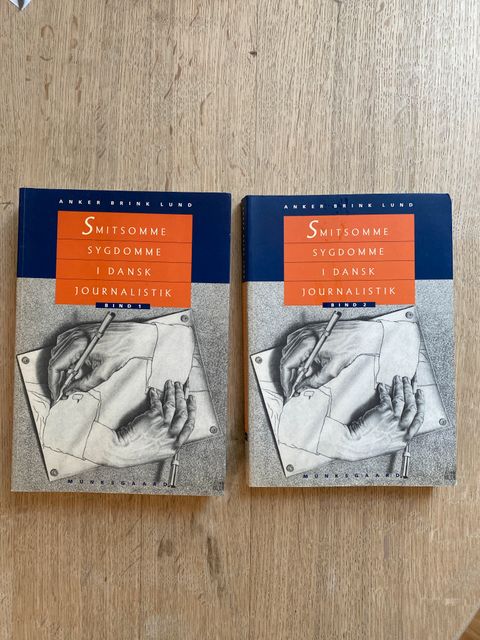 ANKER BRINK LUND
SMITSOMME
SYGDOMME
I DANSK
JOURNALISTIK
BIND 1
MUNKSGAARD
ANKER BRINK LUND
SMITSOMME
SYGDOMME
I DANSK
JOURNALISTIK
BIND 2
MUNKSGAARD